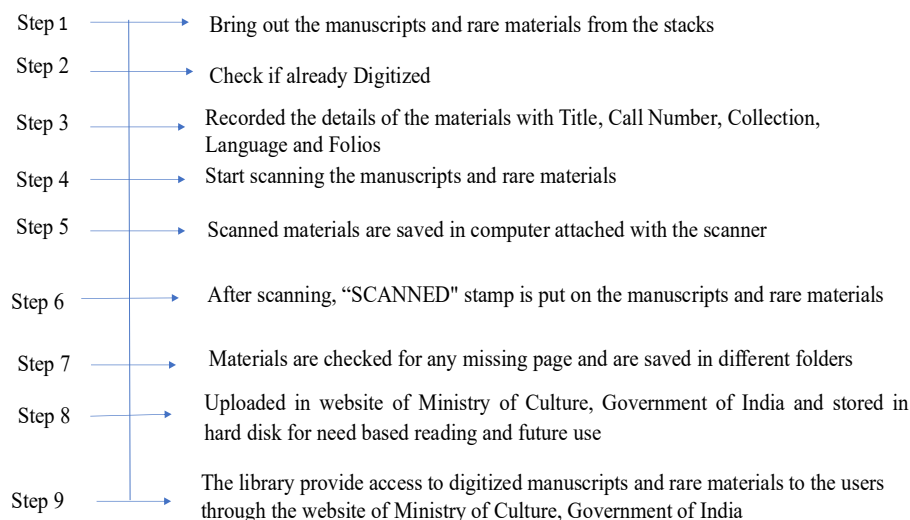 Step 1 Bring out the manuscripts and rare materials from the stacks
Step 2 Check if already Digitized
Step 3 Recorded the details of the materials with Title, Call Number, Collection,
Language and Folios
Step 4 Start scanning the manuscripts and rare materials
Step 5 Scanned materials are saved in computer attached with the scanner
Step 6 After scanning, “SCANNED" stamp is put on the manuscripts and rare materials
Step 7 Materials are checked for any missing page and are saved in different folders
Step 8 Uploaded in website of Ministry of Culture, Government of India and stored in
hard disk for need based reading and future use
Step 9 The library provide access to digitized manuscripts and rare materials to the users
through the website of Ministry of Culture, Government of India